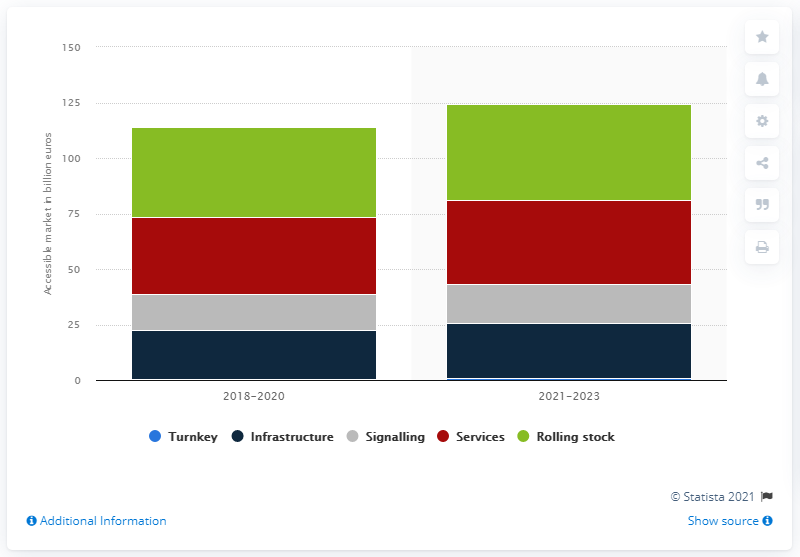 150
125
100
75
50
25
0
Accessible market in billion euros
2018-2020
2021-2023
Turnkey Infrastructure Signalling Services Rolling stock
© Statista 2021
Additional Information
Show source